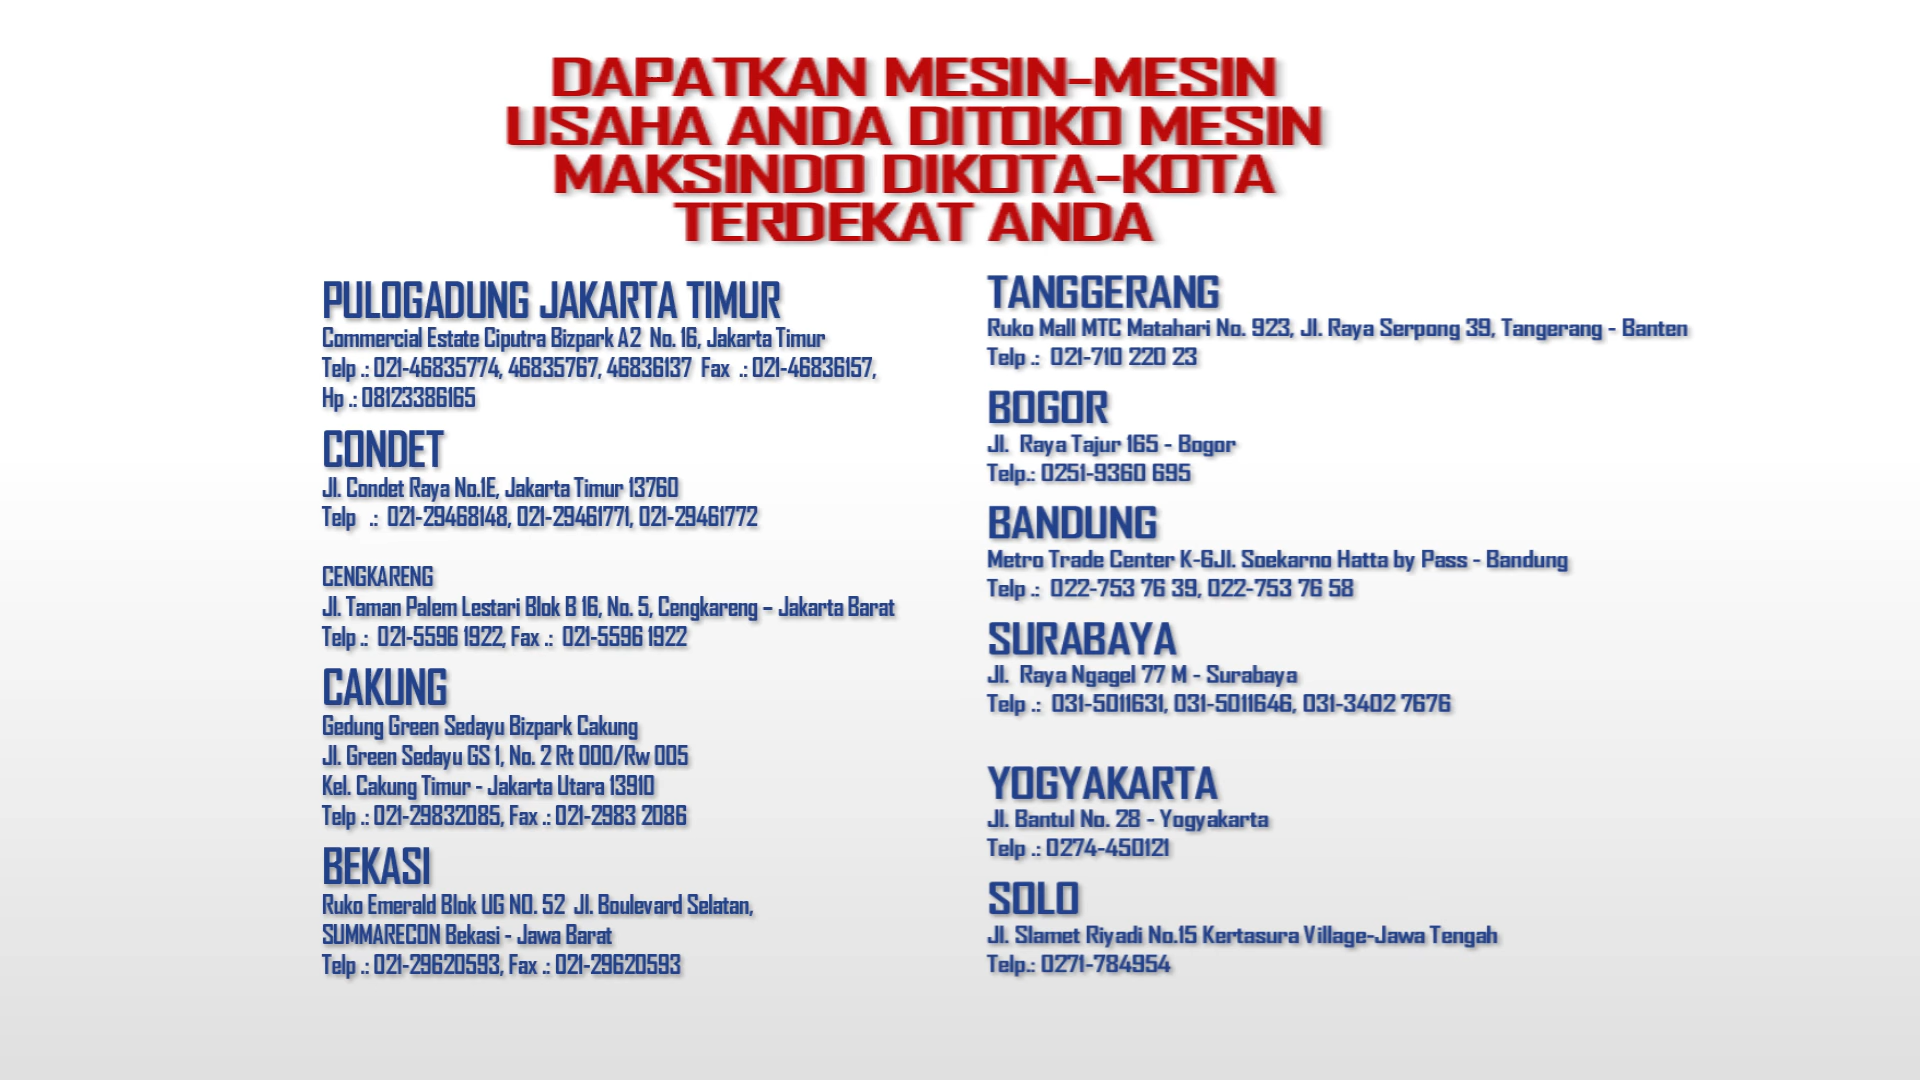 DAPATKAN MESIN-MESIN
USAHA ANDA DITOKO MESIN
MAKSINDO DIKOTA-KOTA
TERDEKAT ANDA
PULOGADUNG JAKARTA TIMUR
Commercial Estate Ciputra Bizpark A2 No. 16, Jakarta Timur
Telp .: 021-46835774, 46835767, 46836137 Fax .: 021-46836157,
Hp .: 08123386165
CONDET
Jl. Condet Raya No.1E, Jakarta Timur 13760
Telp .: 021-29468148, 021-29461771, 021-29461772
CENGKARENG
Jl. Taman Palem Lestari Blok B 16, No. 5, Cengkareng – Jakarta Barat
Telp .: 021-5596 1922, Fax .: 021-5596 1922
CAKUNG
Gedung Green Sedayu Bizpark Cakung
Jl. Green Sedayu GS 1, No. 2 Rt 000/Rw 005
Kel. Cakung Timur - Jakarta Utara 13910
Telp .: 021-29832085, Fax .: 021-2983 2086
BEKASI
Ruko Emerald Blok UG NO. 52 Jl. Boulevard Selatan,
SUMMARECON Bekasi - Jawa Barat
Telp .: 021-29620593, Fax .: 021-29620593
TANGGERANG
Ruko Mall MTC Matahari No. 923, Jl. Raya Serpong 39, Tangerang - Banten
Telp .: 021-710 220 23
BOGOR
Jl. Raya Tajur 165 - Bogor
Telp.: 0251-9360 695
BANDUNG
Metro Trade Center K-6Jl. Soekarno Hatta by Pass - Bandung
Telp .: 022-753 76 39, 022-753 76 58
SURABAYA
Jl. Raya Ngagel 77 M - Surabaya
Telp .: 031-5011631, 031-5011646, 031-3402 7676
YOGYAKARTA
Jl. Bantul No. 28 - Yogyakarta
Telp .: 0274-450121
SOLO
Jl. Slamet Riyadi No.15 Kertasura Village-Jawa Tengah
Telp.: 0271-784954